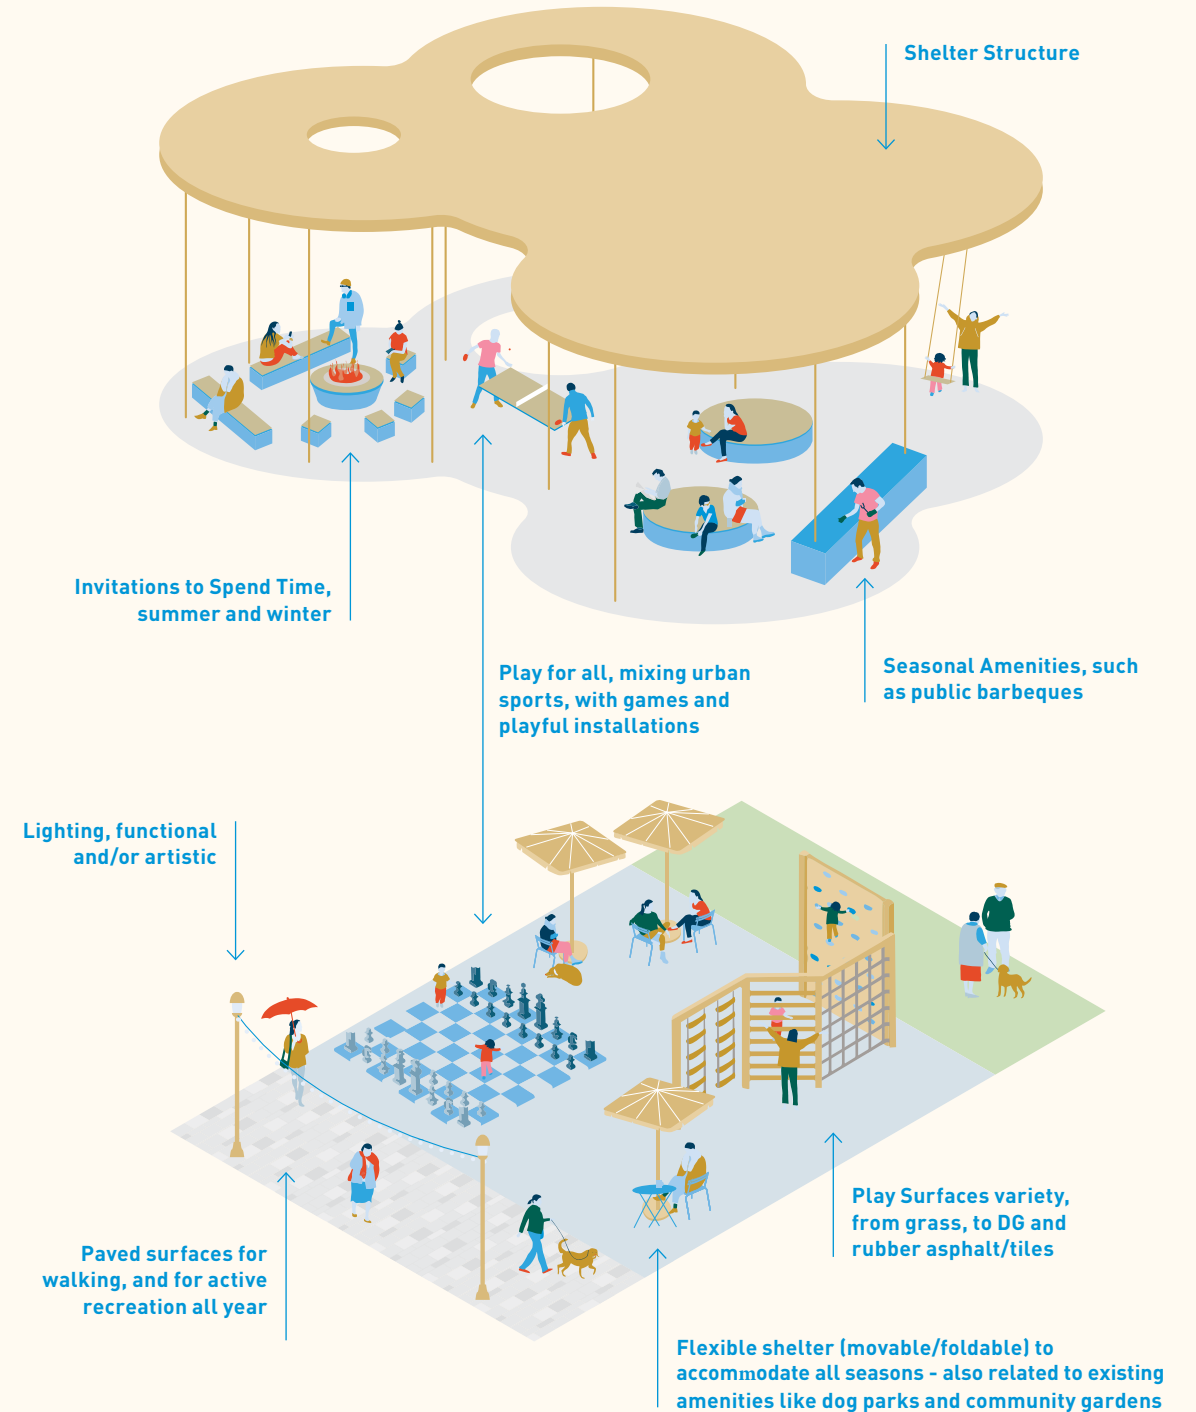 Shelter Structure
Invitations to Spend Time,
summer and winter
Play for all, mixing urban
sports, with games and
playful installations
Seasonal Amenities, such
as public barbeques
Lighting, functional
and/or artistic
Paved surfaces for
walking, and for active
recreation all year
Play Surfaces variety,
from grass, to DG and
rubber asphalt/tiles
Flexible shelter (movable/foldable) to
accommodate all seasons - also related to existing
amenities like dog parks and community gardens